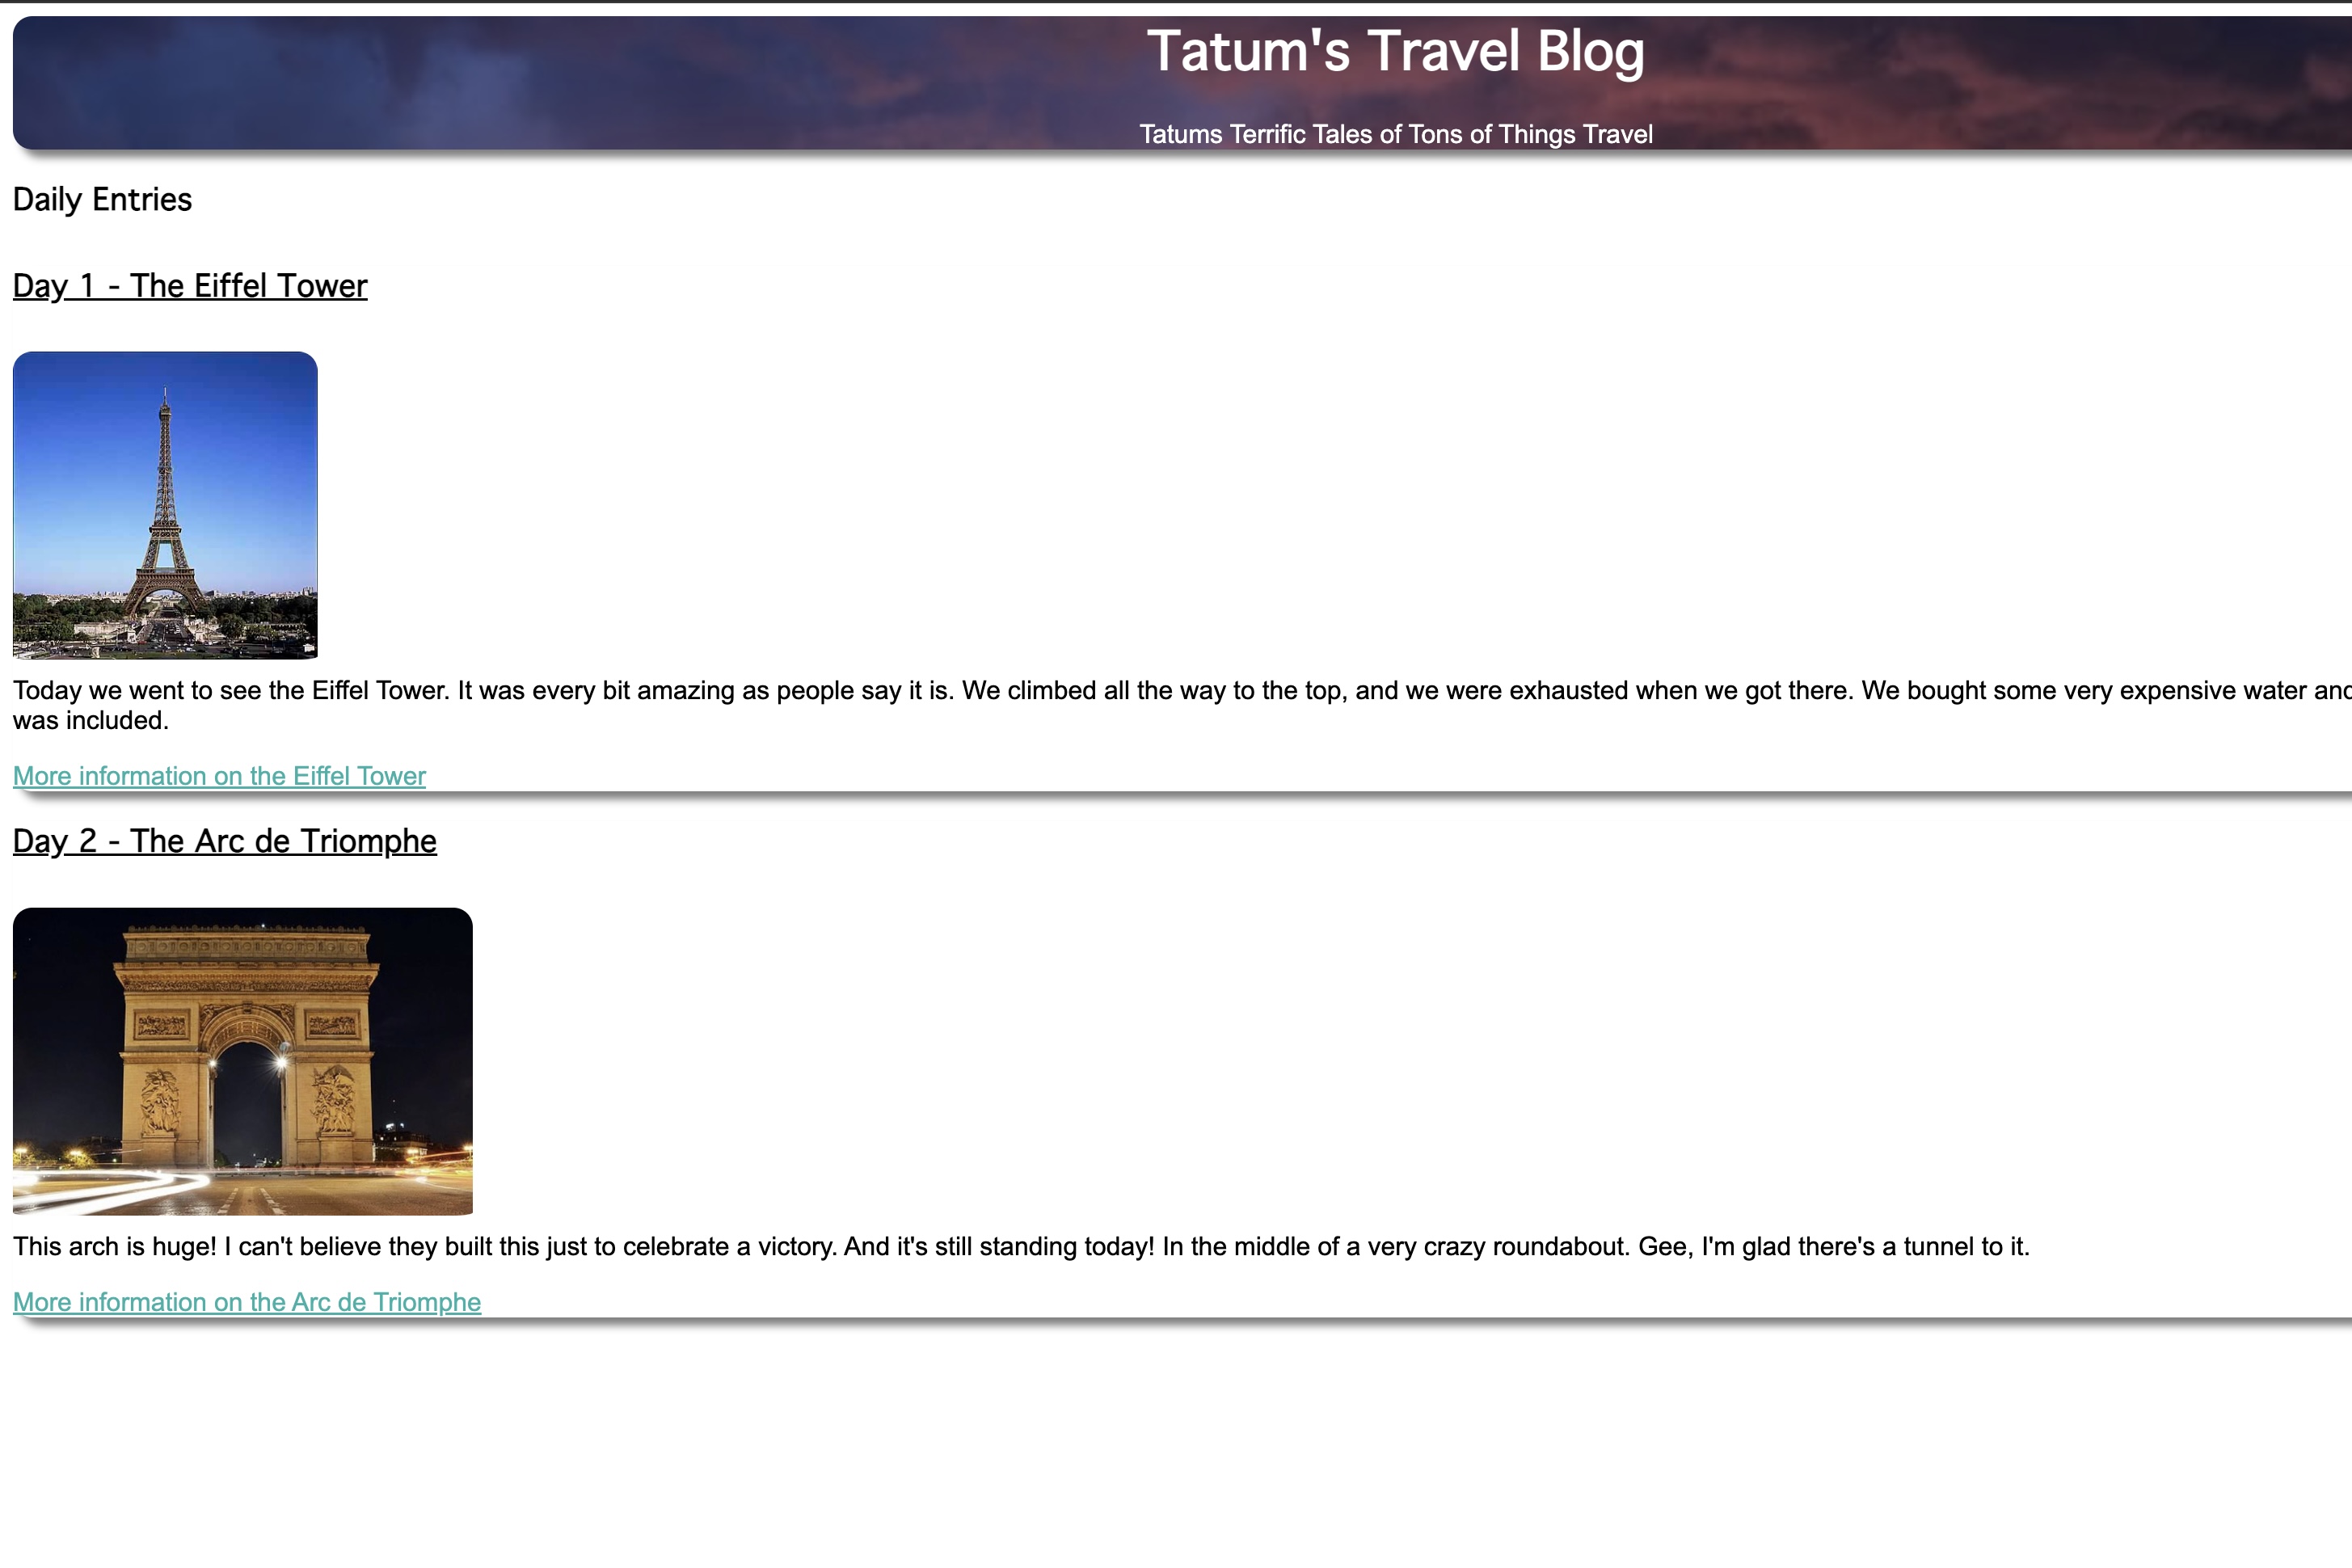 Tatum's Travel Blog
Tatums Terrific Tales of Tons of Things Travel
Daily Entries
Day 1 - The Eiffel Tower
Today we went to see the Eiffel Tower. It was every bit amazing as people say it is. We climbed all the way to the top, and we were exhausted when we got there. We bought some very expensive water and
was included.
More information on the Eiffel Tower
Day 2 - The Arc de Triomphe
This arch is huge! I can't believe they built this just to celebrate a victory. And it's still standing today! In the middle of a very crazy roundabout. Gee, I'm glad there's a tunnel to it.
More information on the Arc de Triomphe